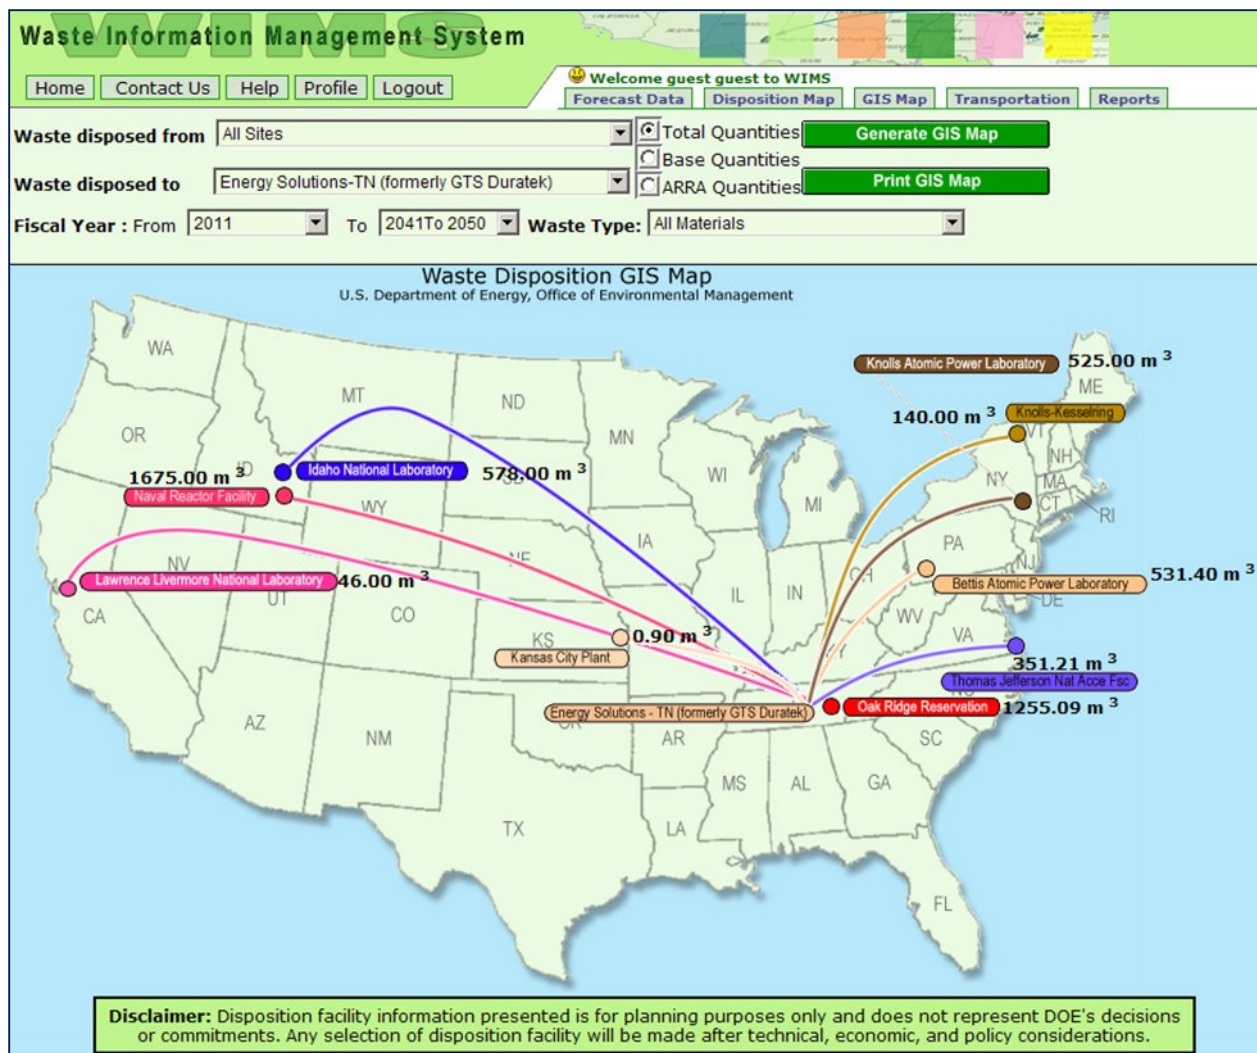 Waste Information Management System
WIMS
Home Contact Us Help Profile Logout
Welcome guest guest to WIMS
Forecast Data Disposition Map GIS Map Transportation Reports
Waste disposed from All Sites
Total Quantities
Base Quantities
ARRA Quantities
Generate GIS Map
Waste disposed to Energy Solutions-TN (formerly GTS Duratek)
Print GIS Map
Fiscal Year : From 2011 To 2041To 2050 Waste Type: All Materials
Waste Disposition GIS Map
U.S. Department of Energy, Office of Environmental Management
WA
MT
ND
MN
OR
ID
WY
SD
WI
MI
Knolls Atomic Power Laboratory 525.00 m 3
ME
140.00 m 3 Knolls-Kesselring
VT
NH
NY
MA
CT
RI
1675.00 m 3
Idaho National Laboratory 578.00 m 3
Naval Reactor Facility
IA
NE
PA
NJ
NV
UT
CO
IL
IN
OH
Bettis Atomic Power Laboratory 531.40 m 3
DE
Lawrence Livermore National Laboratory 46.00 m 3
CA
WV
VA
KS
0.90 m 3
Kansas City Plant
KY
351.21 m 3
Thomas Jefferson Nat Acce Fsc
NC
Energy Solutions - TN (formerly GTS Duratek)
Oak Ridge Reservation 1255.09 m 3
AZ
NM
OK
AR
SC
MS
AL
GA
TX
LA
FL
Disclaimer: Disposition facility information presented is for planning purposes only and does not represent DOE's decisions
or commitments. Any selection of disposition facility will be made after technical, economic, and policy considerations.